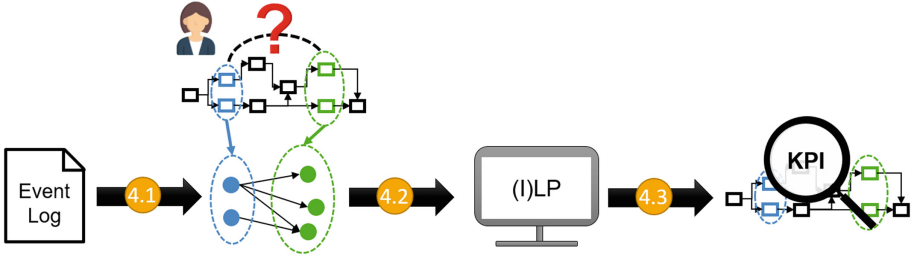 ?
Event
Log
4.1
4.2
(I)LP
4.3
KPI